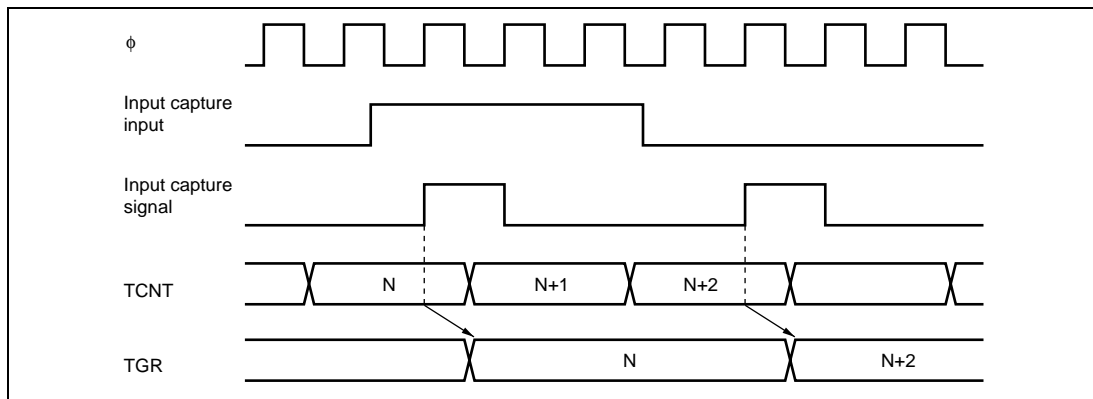 ϕ
Input capture
input
Input capture
signal
TCNT
N
N+1
N+2
TGR
N
N+2